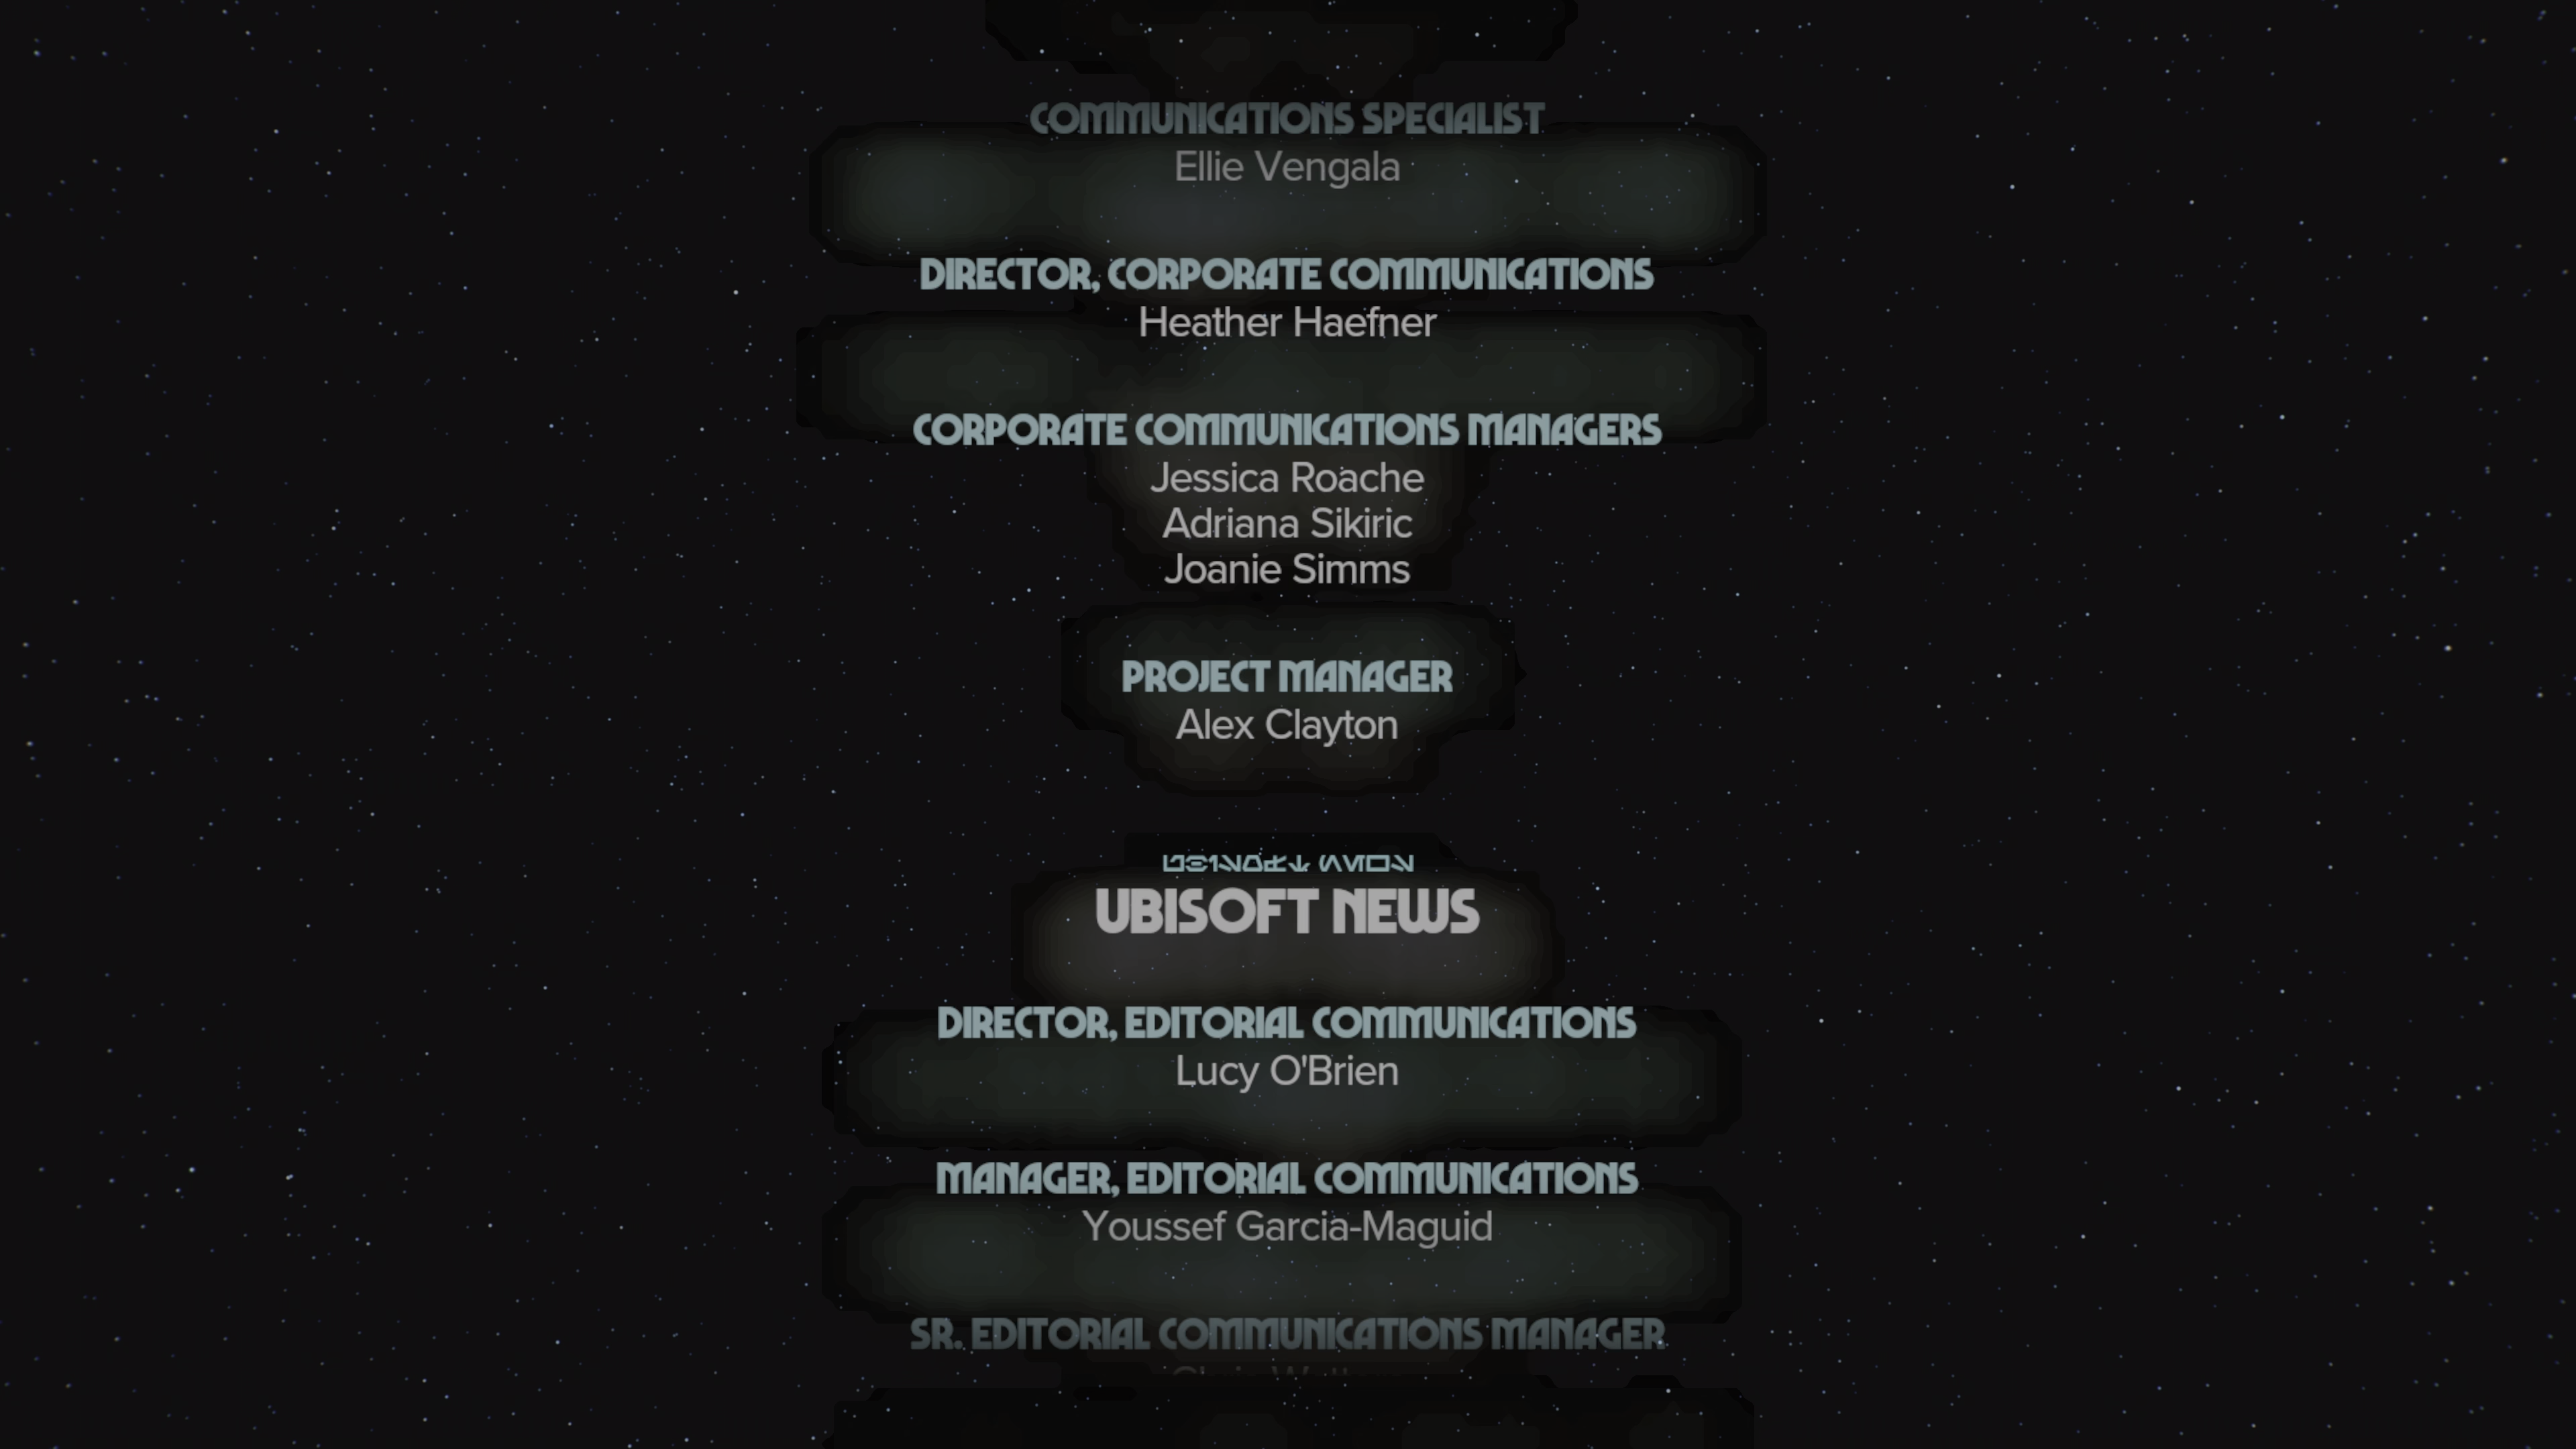 COMMUNICATIONS SPECIALIST
Ellie Vengala
DIRECTOR, CORPORATE COMMUNICATIONS
Heather Haefner
CORPORATE COMMUNICATIONS MANAGERS
Jessica Roache
Adriana Sikiric
Joanie Simms
PROJECT MANAGER
Alex Clayton
UBISOFT NEWS
DIRECTOR, EDITORIAL COMMUNICATIONS
Lucy O'Brien
MANAGER, EDITORIAL COMMUNICATIONS
Youssef Garcia-Maguid
SR. EDITORIAL COMMUNICATIONS MANAGER